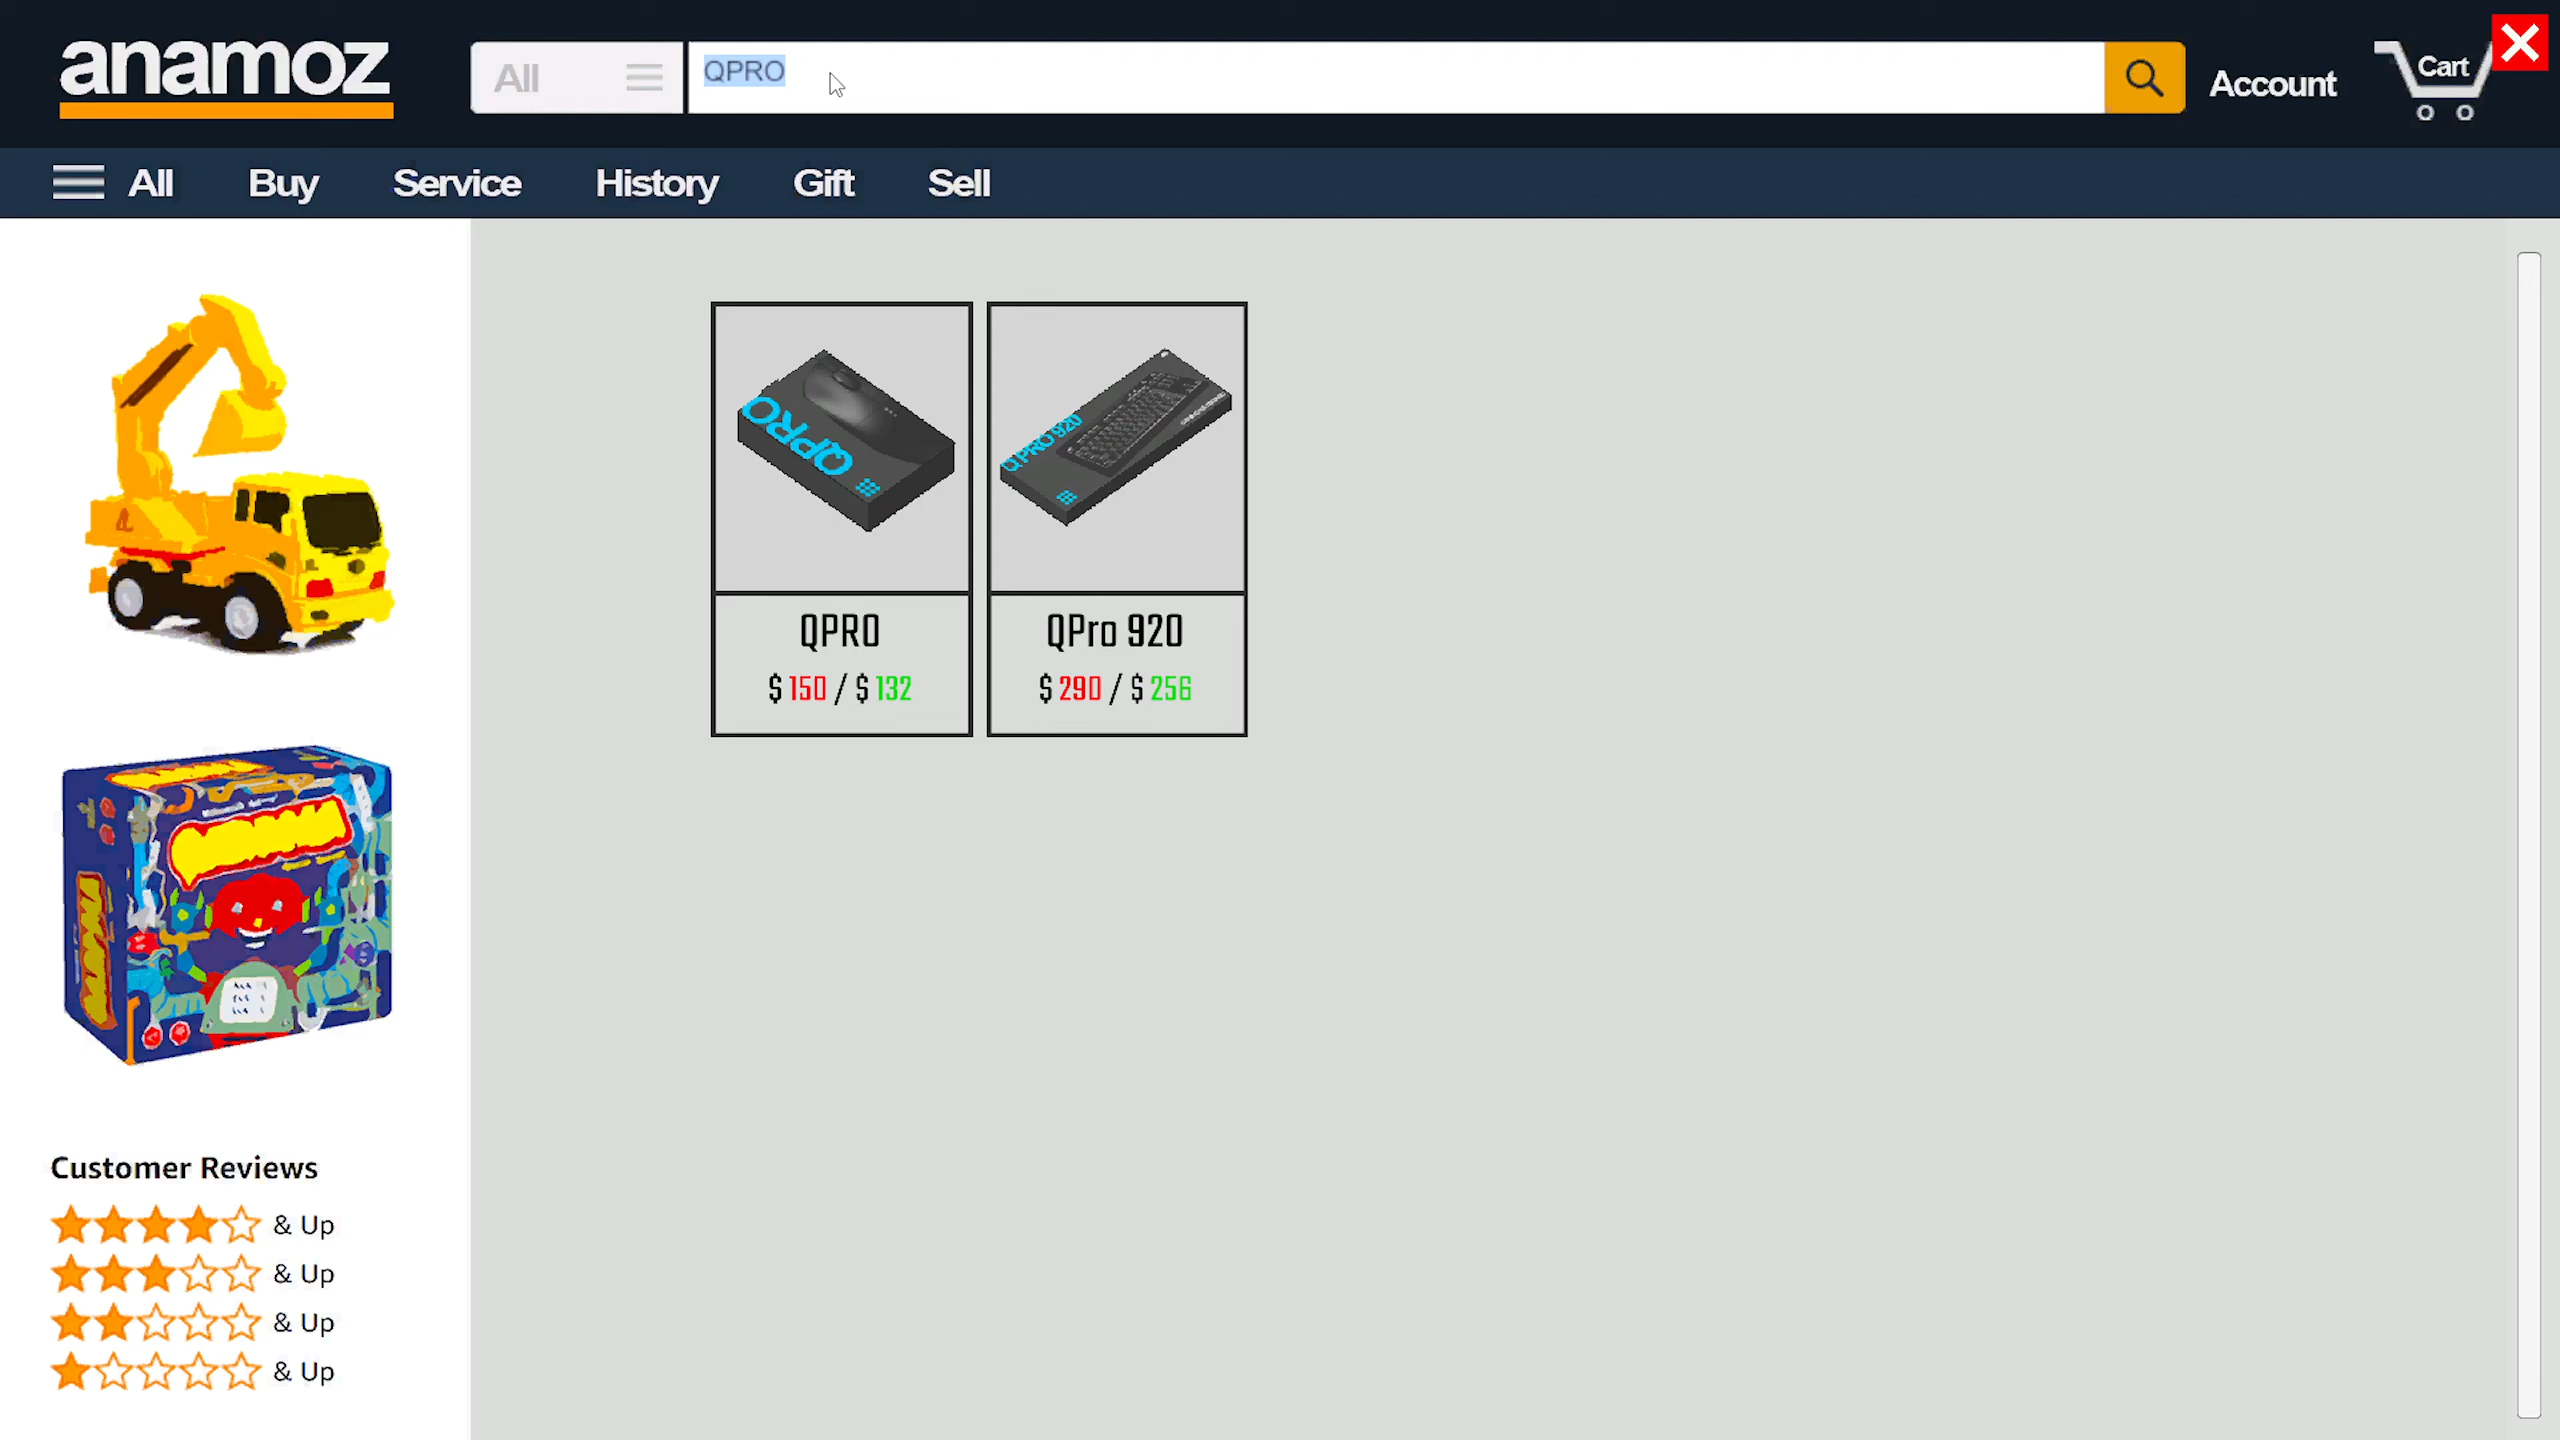 anamoz
All
QPRO
Account
Cart
All
Buy
Service
History
Gift
Sell
QPRO
QPRO 920
QPRO
$ 150 / $ 132
QPro 920
$ 290 / $ 256
Customer Reviews
& Up
& Up
& Up
& Up